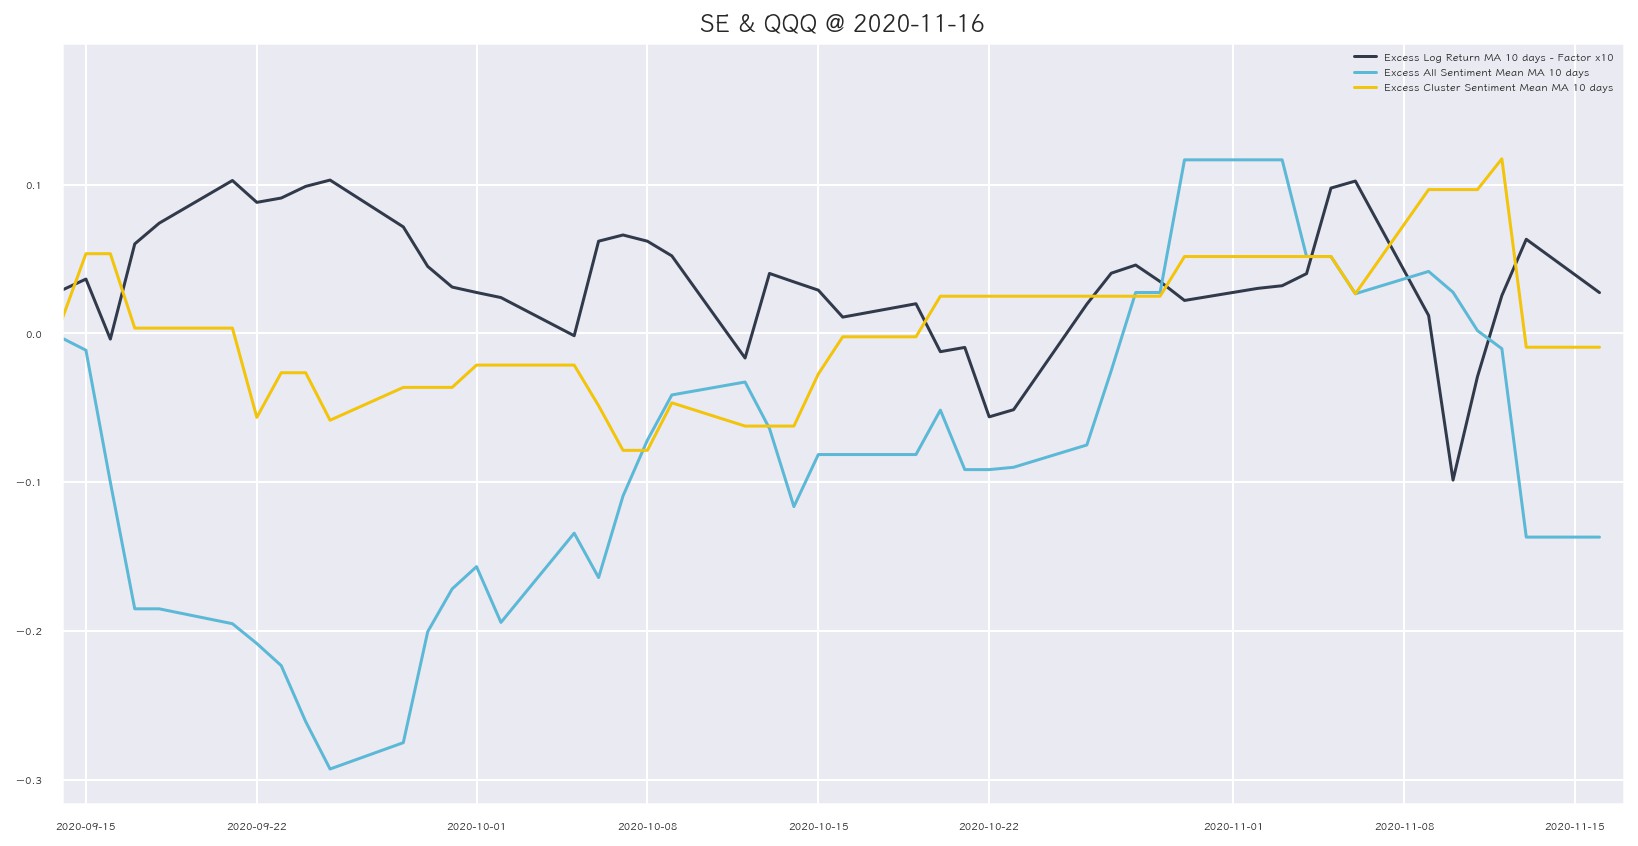 SE & QQQ @ 2020-11-16
Excess Log Return MA 10 days - Factor x10
Excess All Sentiment Mean MA 10 days
Excess Cluster Sentiment Mean MA 10 days
0.1
0.0
−0.1
−0.2
−0.3
2020-09-15 2020-09-22 2020-10-01 2020-10-08 2020-10-15 2020-10-22 2020-11-01 2020-11-08 2020-11-15